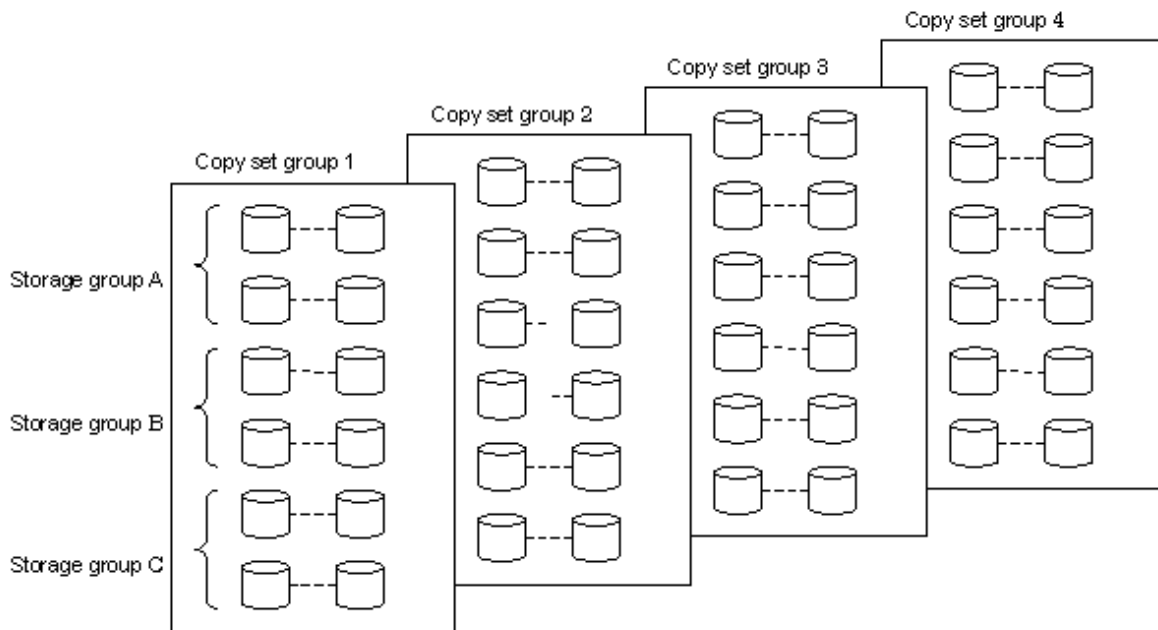 Copy set group 4
Copy set group 3
Copy set group 2
Copy set group 1
Storage group A
Storage group B
Storage group C